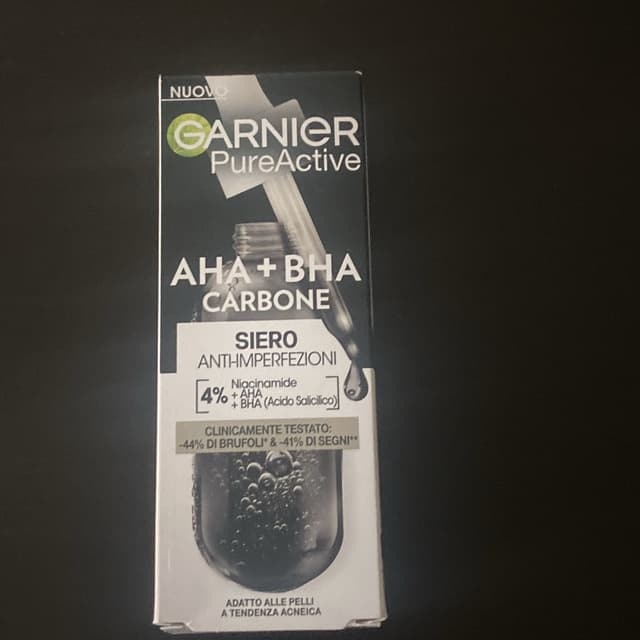 NUOVO
GARNIER
PureActive
AHA + BHA
CARBONE
SIERO
ANTI-IMPERFEZIONI
4% Niacinamide
+ AHA
+ BHA (Acido Salicilico)
CLINICAMENTE TESTATO:
-44% DI BRUFOLI* & -41% DI SEGNI**
ADATTO ALLE PELLI
A TENDENZA ACNEICA